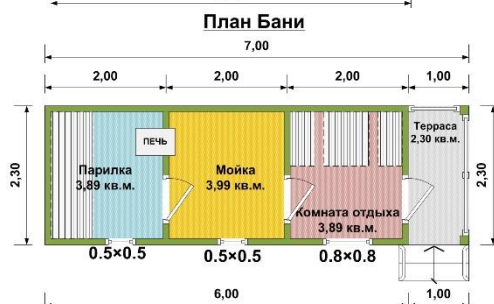 План Бани
7,00
2,00 2,00 2,00 1,00
2,30
ПЕЧЬ
Парилка
3,89 кв.м.
Мойка
3,99 кв.м.
Комната отдыха
3,89 кв.м.
Терраса
2,30 кв.м.
2,30
0.5×0.5 0.5×0.5 0.8×0.8
6,00 1,00